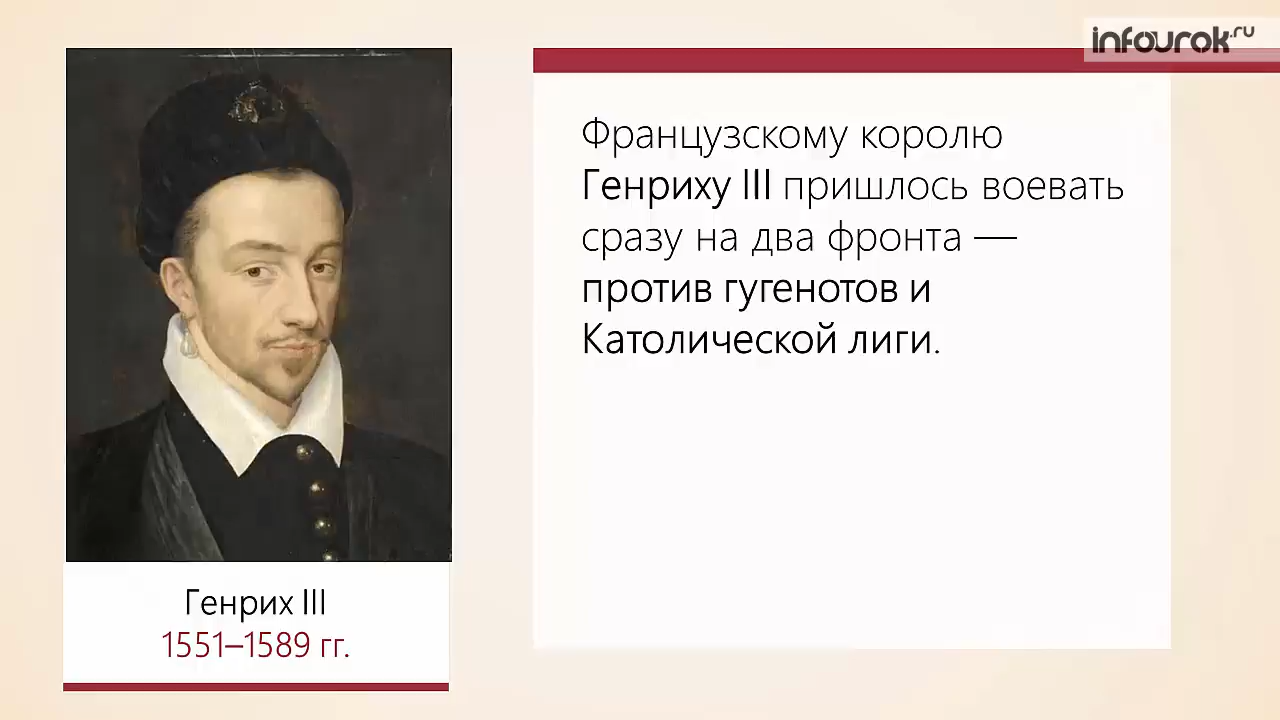 infourok.ru
Французскому королю
Генриху III пришлось воевать
сразу на два фронта —
против гугенотов и
Католической лиги.
Генрих III
1551–1589 гг.